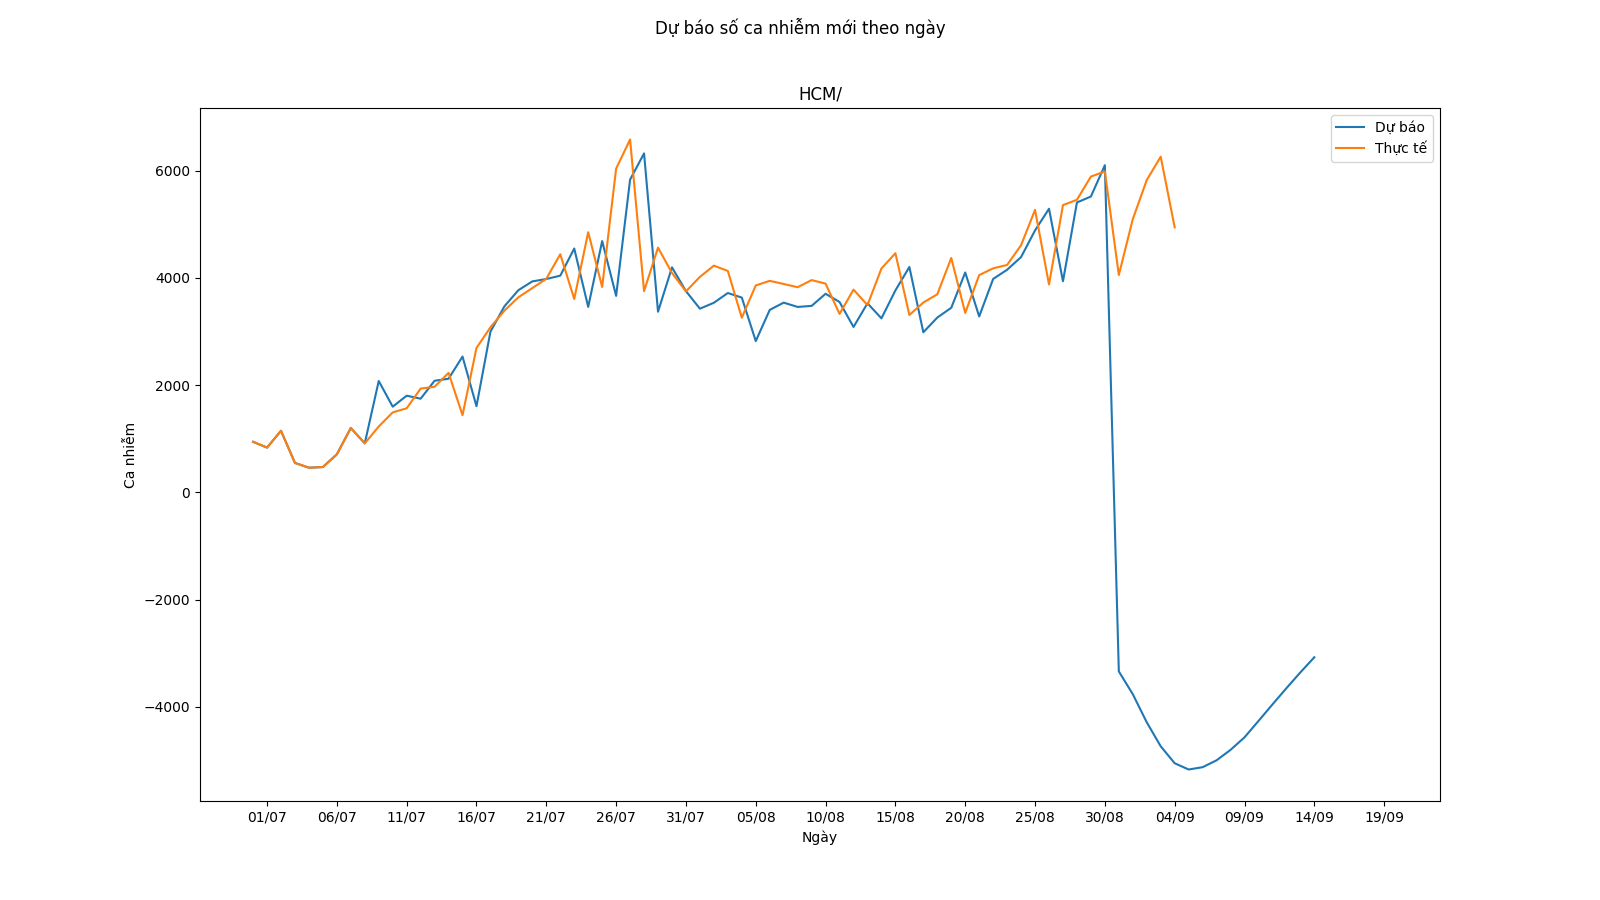 Dự báo số ca nhiễm mới theo ngày
HCM/
Dự báo
Thực tế
6000
4000
2000
0
−2000
−4000
Ca nhiễm
01/07 06/07 11/07 16/07 21/07 26/07 31/07 05/08 10/08 15/08 20/08 25/08 30/08 04/09 09/09 14/09 19/09
Ngày